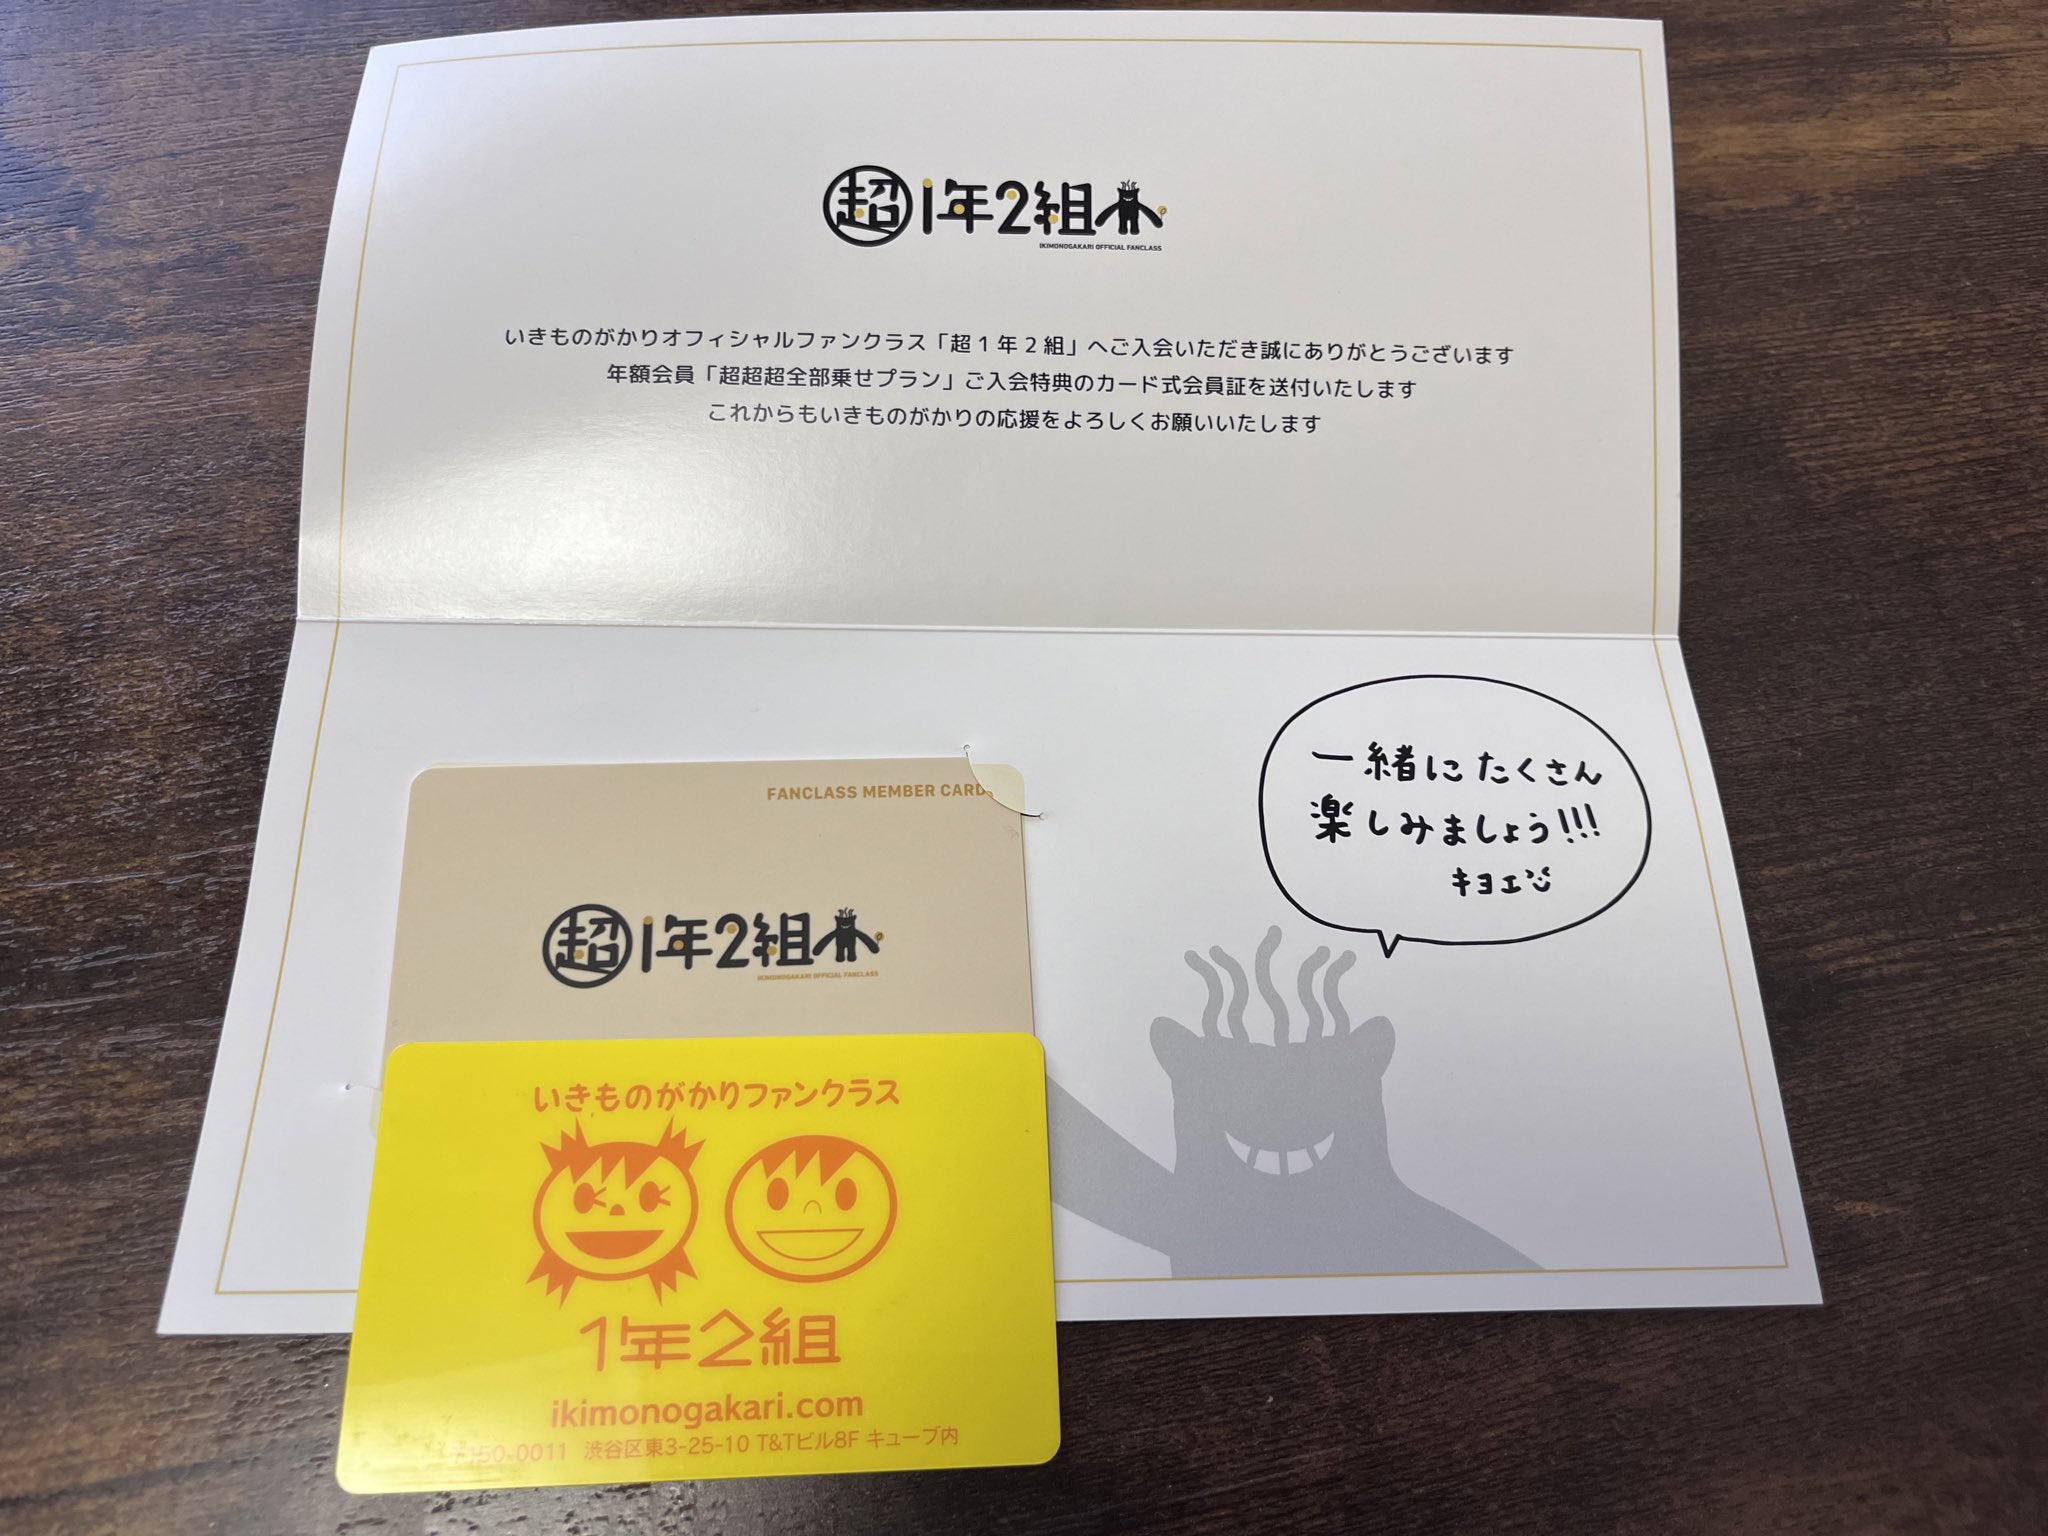 超1年2組
IKIMONOGAKARI OFFICIAL FANCLASS
いきものがかりオフィシャルファンクラス「超１年２組」へご入会いただき誠にありがとうございます
年額会員「超超超全部乗せプラン」ご入会特典のカード式会員証を送付いたします
これからもいきものがかりの応援をよろしくお願いいたします
一緒にたくさん
楽しみましょう!!!
キヨエ
FANCLASS MEMBER CARD
超1年2組
IKIMONOGAKARI OFFICIAL FANCLASS
いきものがかりファンクラス
1年2組
ikimonogakari.com
〒150-0011 渋谷区東3-25-10 T&Tビル8F キューブ内